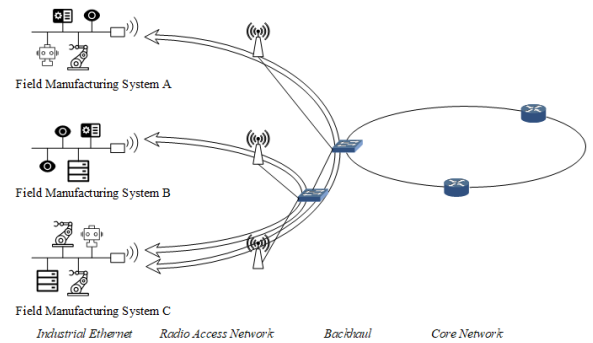 Field Manufacturing System A
Field Manufacturing System B
Field Manufacturing System C
Industrial Ethernet Radio Access Network Backhaul Core Network